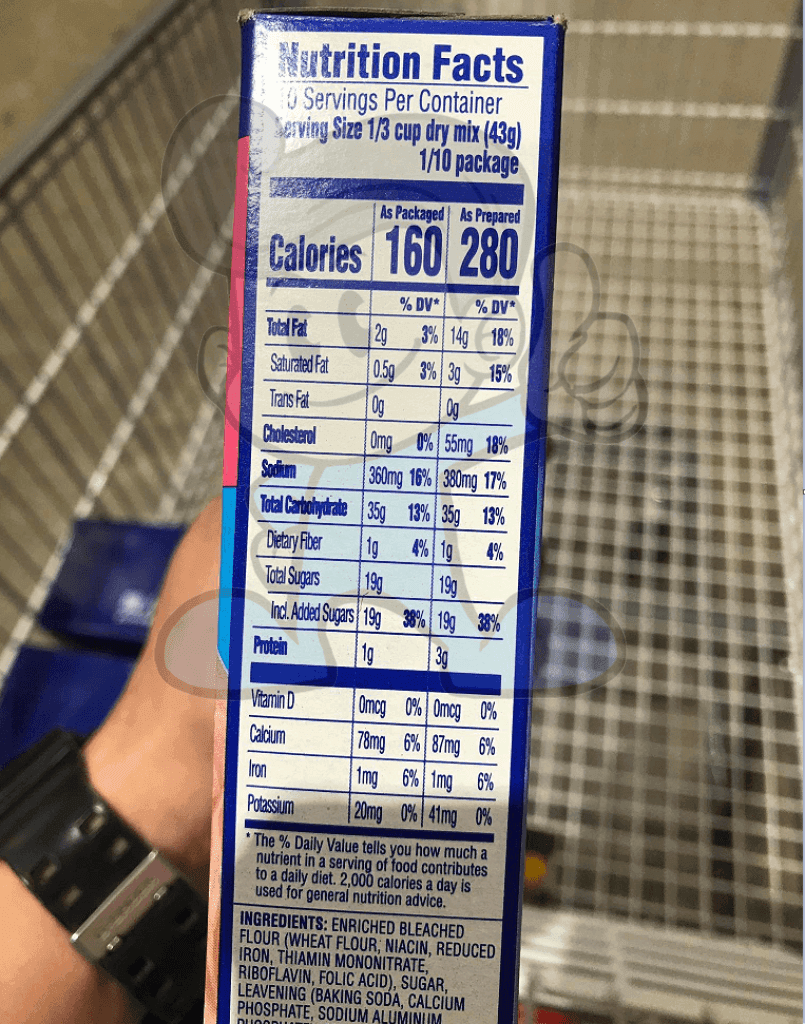 Nutrition Facts
0 Servings Per Container
Serving Size 1/3 cup dry mix (43g)
1/10 package
As Packaged As Prepared
Calories 160 280
% DV* % DV*
Total Fat 2g 3% 14g 18%
Saturated Fat 0.5g 3% 3g 15%
Trans Fat 0g 0g
Cholesterol 0mg 0% 55mg 18%
Sodium 360mg 16% 380mg 17%
Total Carbohydrate 35g 13% 35g 13%
Dietary Fiber 1g 4% 1g 4%
Total Sugars 19g 19g
Incl. Added Sugars 19g 38% 19g 38%
Protein 1g 3g
Vitamin D 0mcg 0% 0mcg 0%
Calcium 78mg 6% 87mg 6%
Iron 1mg 6% 1mg 6%
Potassium 20mg 0% 41mg 0%
* The % Daily Value tells you how much a
nutrient in a serving of food contributes
to a daily diet. 2,000 calories a day is
used for general nutrition advice.
INGREDIENTS: ENRICHED BLEACHED
FLOUR (WHEAT FLOUR, NIACIN, REDUCED
IRON, THIAMIN MONONITRATE,
RIBOFLAVIN, FOLIC ACID), SUGAR,
LEAVENING (BAKING SODA, CALCIUM
PHOSPHATE, SODIUM ALUMINUM